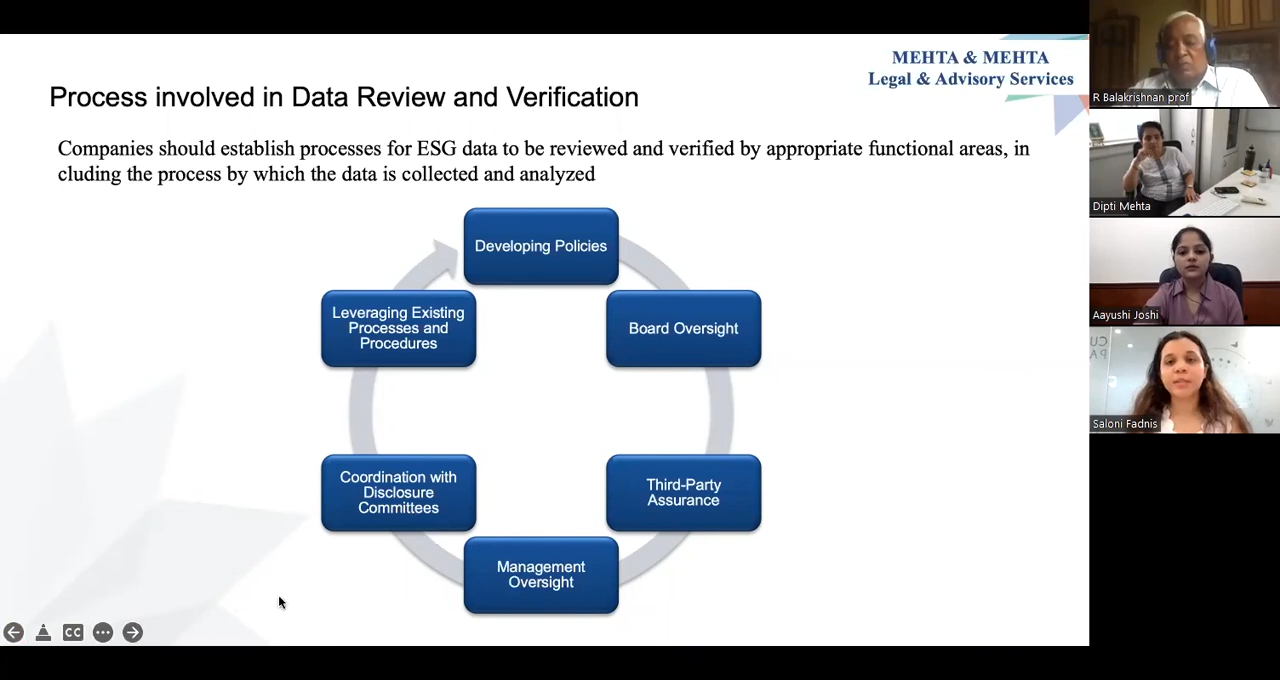 MEHTA & MEHTA
Legal & Advisory Services
Process involved in Data Review and Verification
Companies should establish processes for ESG data to be reviewed and verified by appropriate functional areas, in
cluding the process by which the data is collected and analyzed
Developing Policies
Board Oversight
Third-Party
Assurance
Management
Oversight
Coordination with
Disclosure
Committees
Leveraging Existing
Processes and
Procedures
CC
R Balakrishnan prof
Dipti Mehta
Aayushi Joshi
Saloni Fadnis